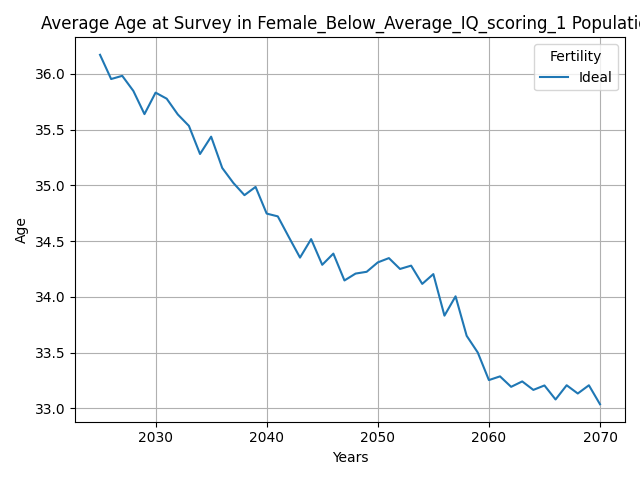 Average Age at Survey in Female_Below_Average_IQ_scoring_1 Populati
Fertility
Ideal
Age
36.0
35.5
35.0
34.5
34.0
33.5
33.0
2030 2040 2050 2060 2070
Years